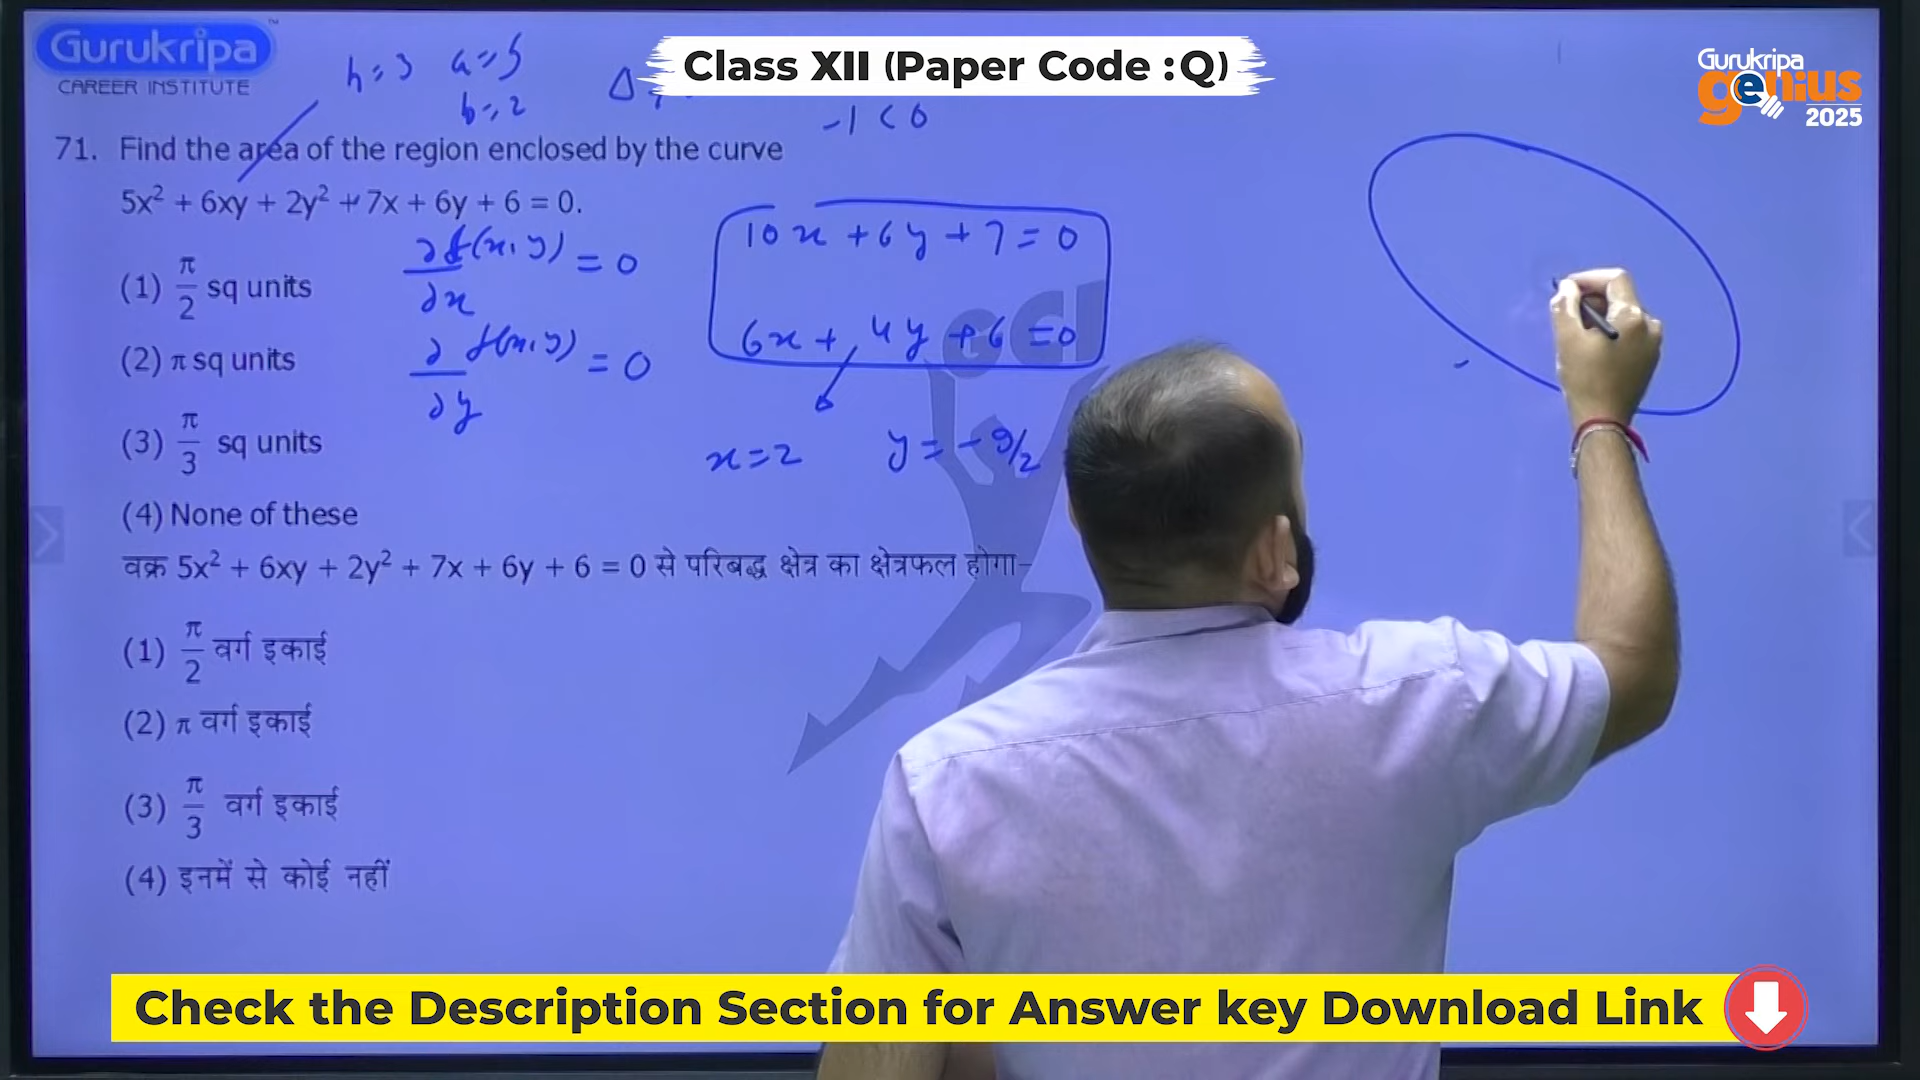 Gurukripa
CAREER INSTITUTE
h = 3 a = 5
b = 2
-1 < 0
Class XII (Paper Code :Q)
Gurukripa
genius
2025
71. Find the area of the region enclosed by the curve
5x² + 6xy + 2y² + 7x + 6y + 6 = 0.
(1) π/2 sq units
(2) π sq units
(3) π/3 sq units
(4) None of these
∂f(x,y)/∂x = 0
∂f(x,y)/∂y = 0
10x + 6y + 7 = 0
6x + 4y + 6 = 0
x = 2 y = -9/2
GCI
वक्र 5x² + 6xy + 2y² + 7x + 6y + 6 = 0 से परिबद्ध क्षेत्र का क्षेत्रफल होगा-
(1) π/2 वर्ग इकाई
(2) π वर्ग इकाई
(3) π/3 वर्ग इकाई
(4) इनमें से कोई नहीं
Check the Description Section for Answer key Download Link